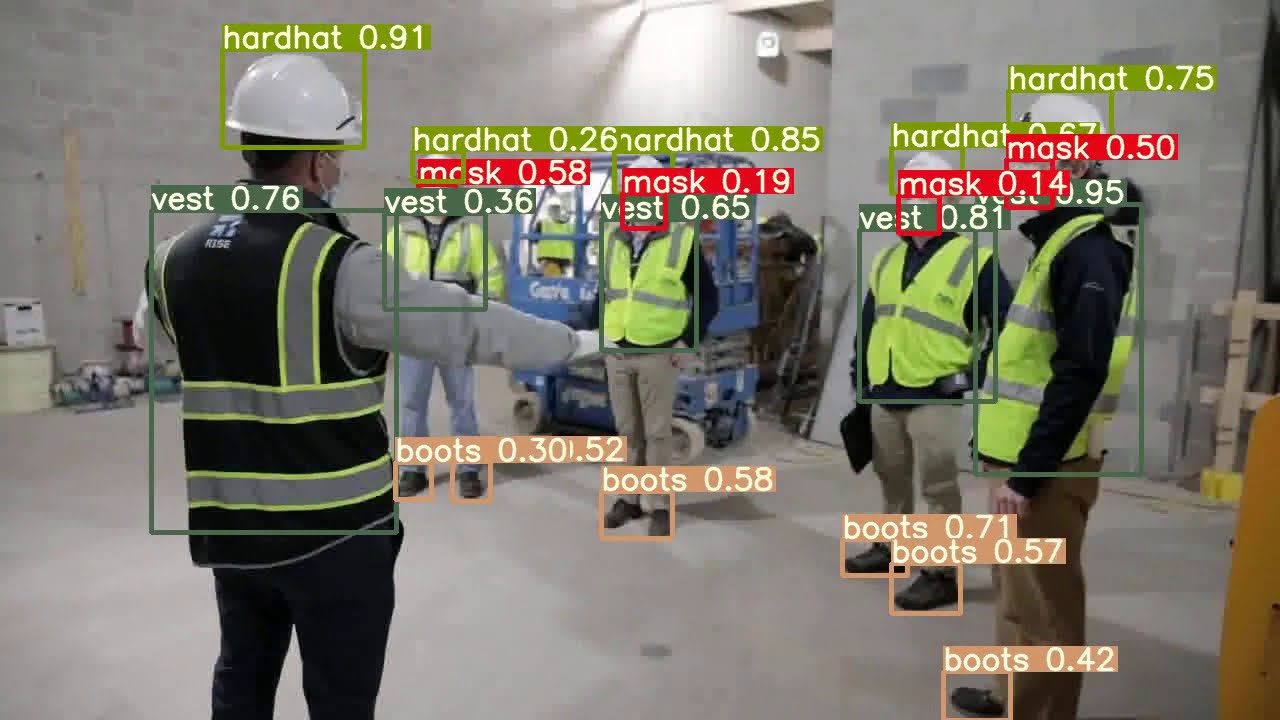 hardhat 0.91
hardhat 0.75
hardhat 0.26
hardhat 0.85
hardhat 0.67
mask 0.50
mask 0.58
mask 0.19
mask 0.14
vest 0.76
vest 0.36
vest 0.65
vest 0.81
vest 0.95
RISE
boots 0.30
0.52
boots 0.58
boots 0.71
boots 0.57
boots 0.42